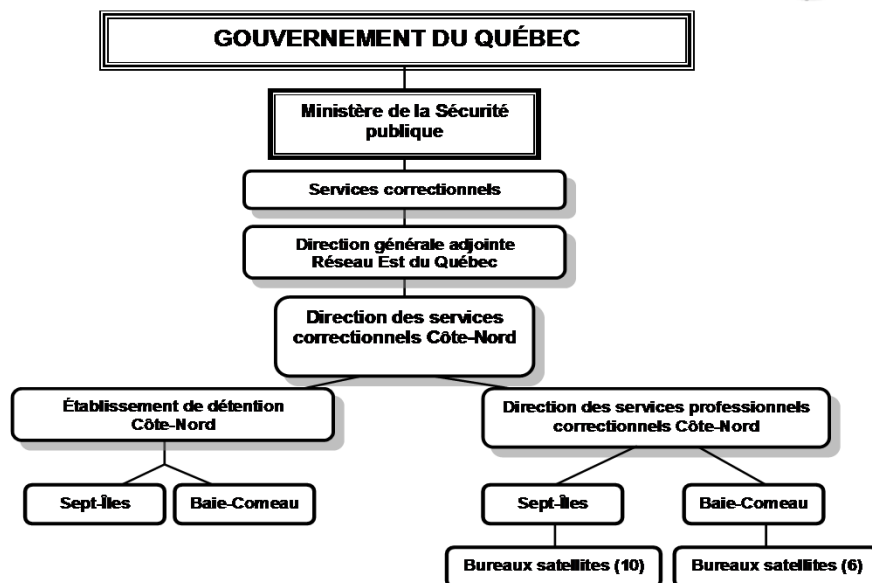 GOUVERNEMENT DU QUÉBEC
Ministère de la Sécurité
publique
Services correctionnels
Direction générale adjointe
Réseau Est du Québec
Direction des services
correctionnels Côte-Nord
Établissement de détention
Côte-Nord
Direction des services professionnels
correctionnels Côte-Nord
Sept-Îles
Baie-Comeau
Sept-Îles
Baie-Comeau
Bureaux satellites (10)
Bureaux satellites (6)